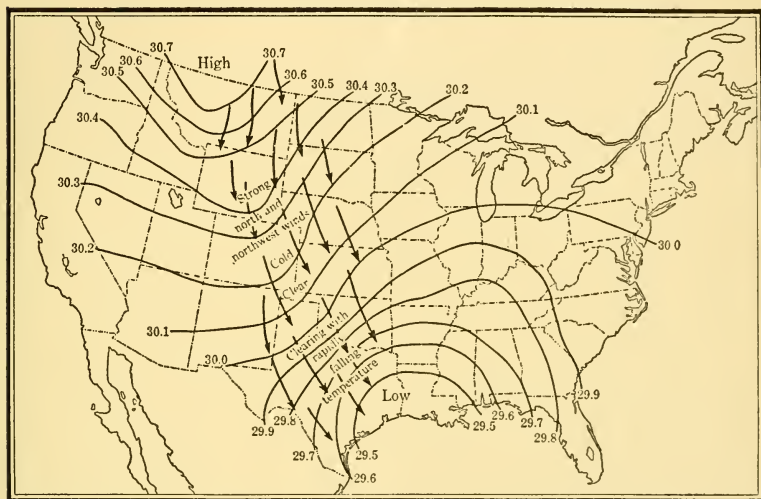 30.7
High
30.7
30.6
30.6
30.5
30.5
30.4
30.3
30.2
30.1
30.4
30.3
Strong
north and
northwest winds
30.2
30 0
Cold
Clear
30.1
Clearing with
rapidly
falling
temperature
30.0
Low
29.9
29.8
29.9
29.6
29.5
29.7
29.8
29.7
29.5
29.6